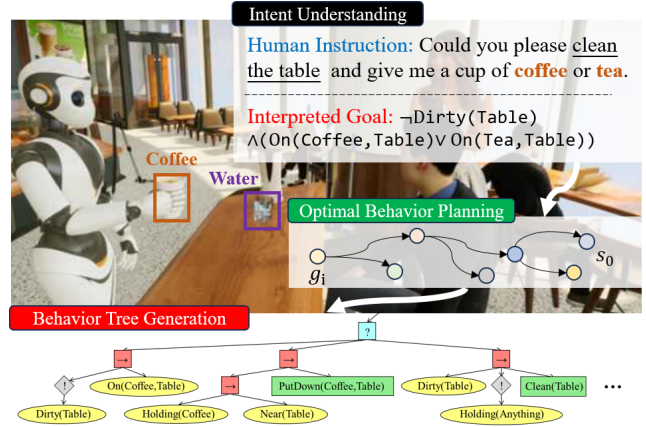 Intent Understanding
Human Instruction: Could you please clean
the table and give me a cup of coffee or tea.
Interpreted Goal: ¬Dirty(Table)
∧(On(Coffee,Table)∨ On(Tea,Table))
Coffee
Water
Optimal Behavior Planning
gi
s0
Behavior Tree Generation
?
→
→
→
!
On(Coffee,Table)
→
PutDown(Coffee,Table)
Dirty(Table)
!
Clean(Table)
...
Dirty(Table)
Holding(Coffee)
Near(Table)
Holding(Anything)